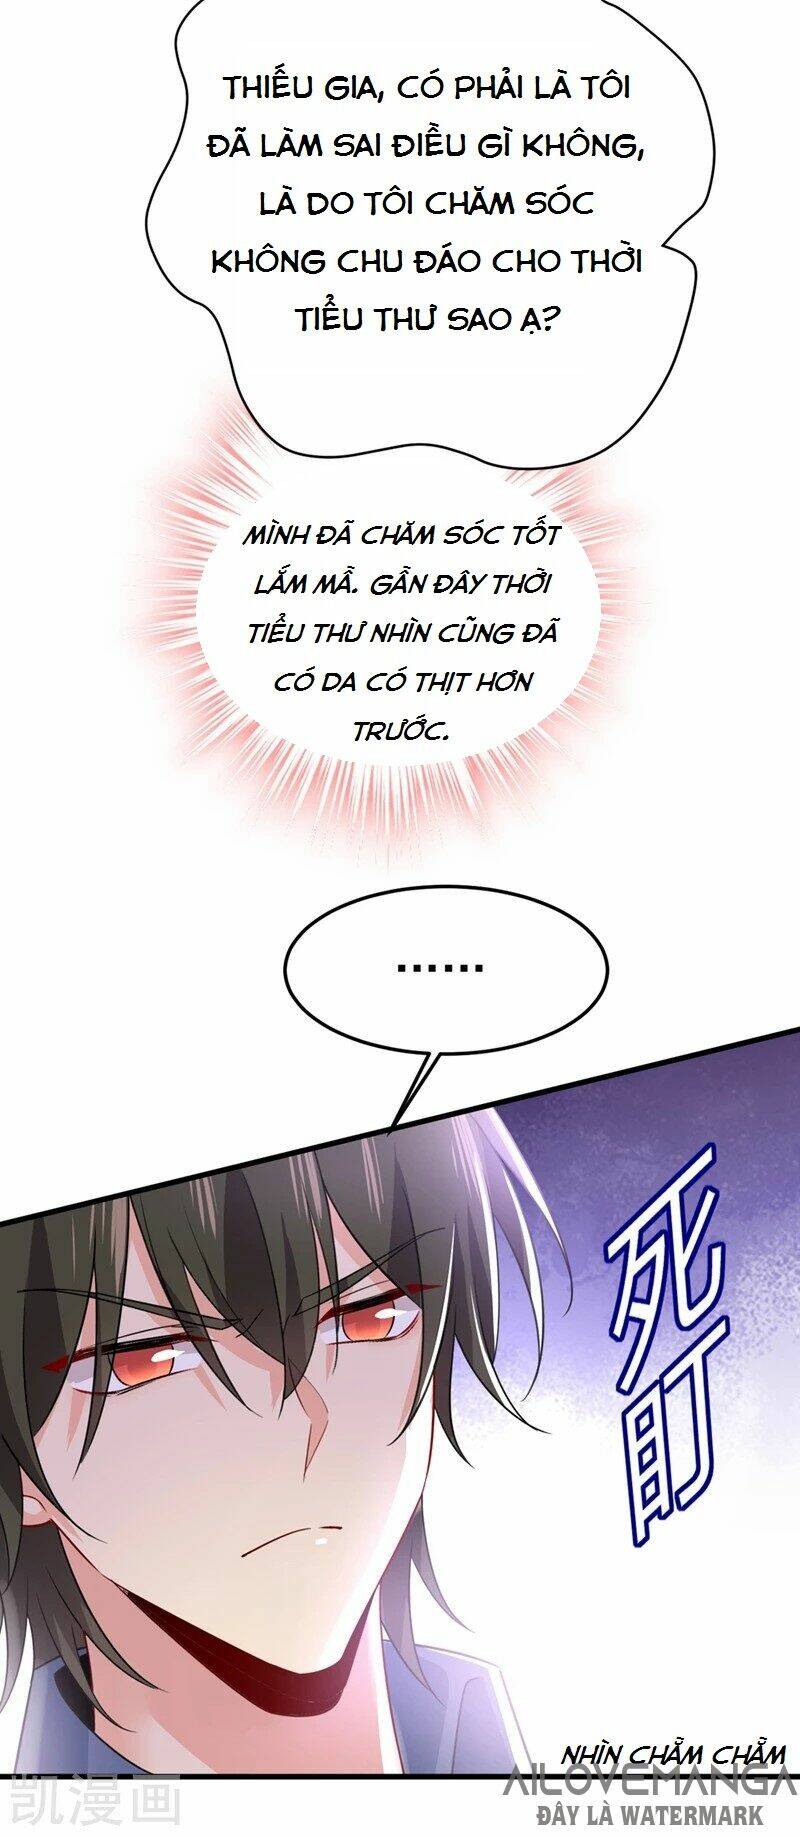 THIẾU GIA, CÓ PHẢI LÀ TÔI
ĐÃ LÀM SAI ĐIỀU GÌ KHÔNG,
LÀ DO TÔI CHĂM SÓC
KHÔNG CHU ĐÁO CHO THỜI
TIỂU THƯ SAO Ạ?
MÌNH ĐÃ CHĂM SÓC TỐT
LẮM MÀ. GẦN ĐÂY THỜI
TIỂU THƯ NHÌN CŨNG ĐÃ
CÓ DA CÓ THỊT HƠN
TRƯỚC.
......
死盯
NHÌN CHẰM CHẰM
AILOVEMANGA
ĐÂY LÀ WATERMARK
凯漫画